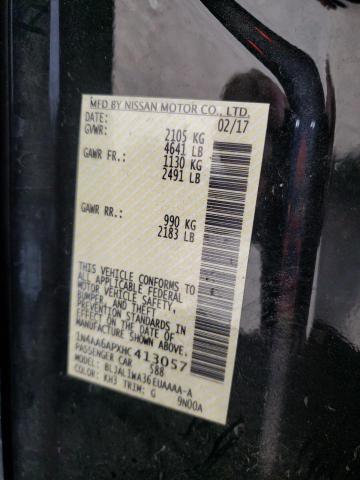 MFD BY NISSAN MOTOR CO., LTD.
DATE: 02/17
GVWR: 2105 KG
4641 LB
GAWR FR.: 1130 KG
2491 LB
GAWR RR.: 990 KG
2183 LB
THIS VEHICLE CONFORMS TO
ALL APPLICABLE FEDERAL
MOTOR VEHICLE SAFETY,
BUMPER, AND THEFT
PREVENTION STANDARDS IN
EFFECT ON THE DATE OF
MANUFACTURE SHOWN ABOVE.
1N4AA6APXHC413057
PASSENGER CAR S88
MODEL: BLJALIWA36EUAAAA-A
COLOR: KH3 TRIM: G 9N00A